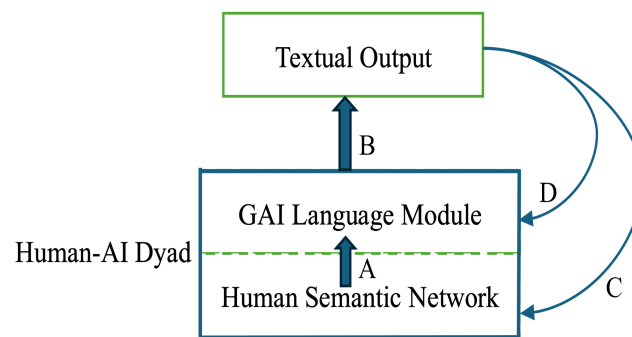 Textual Output
B
D
GAI Language Module
Human-AI Dyad
A
C
Human Semantic Network